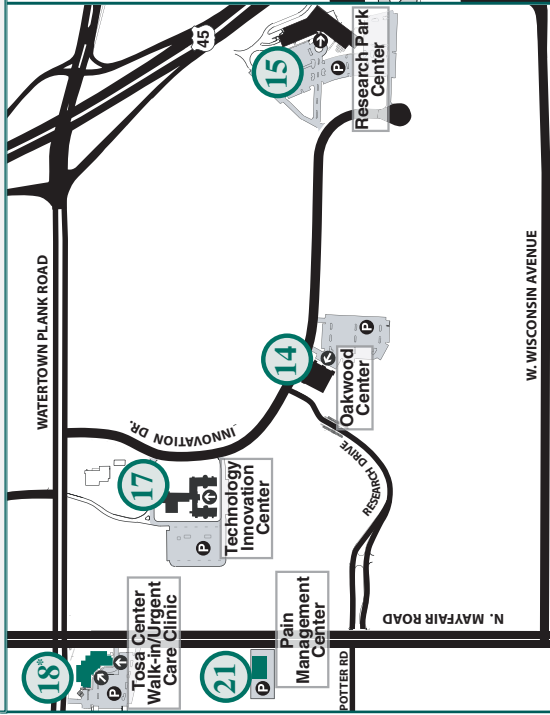 45
15
Research Park
Center
P
WATERTOWN PLANK ROAD
W. WISCONSIN AVENUE
14
P
Oakwood
Center
INNOVATION DR.
RESEARCH DRIVE
17
P
Technology
Innovation
Center
N. MAYFAIR ROAD
18*
P
Tosa Center
Walk-in/Urgent
Care Clinic
21
P
Pain
Management
Center
POTTER RD